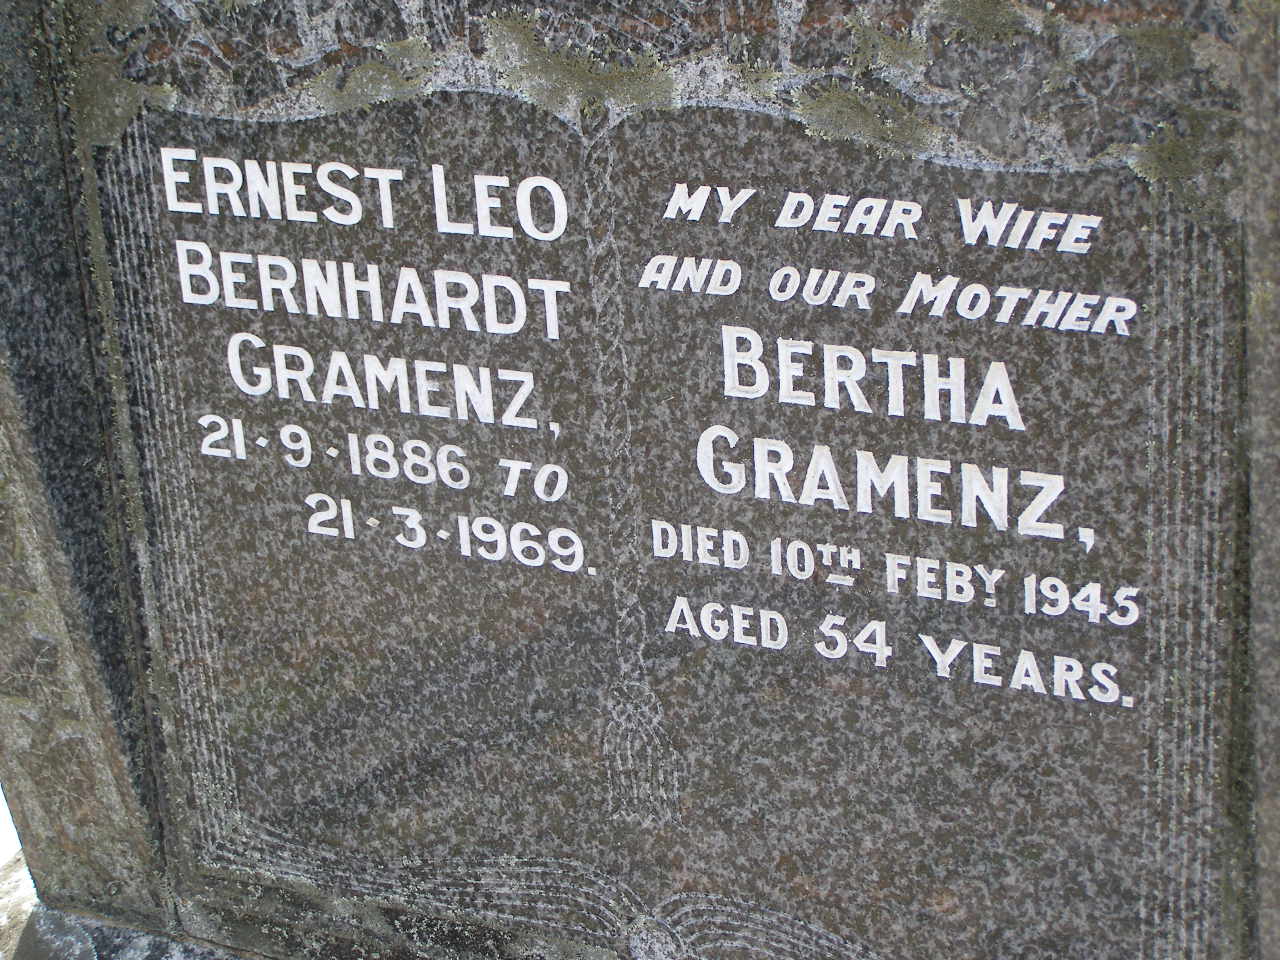 ERNEST LEO
BERNHARDT
GRAMENZ,
21·9·1886 TO
21·3·1969.
MY DEAR WIFE
AND OUR MOTHER
BERTHA
GRAMENZ,
DIED 10TH FEBY 1945
AGED 54 YEARS.